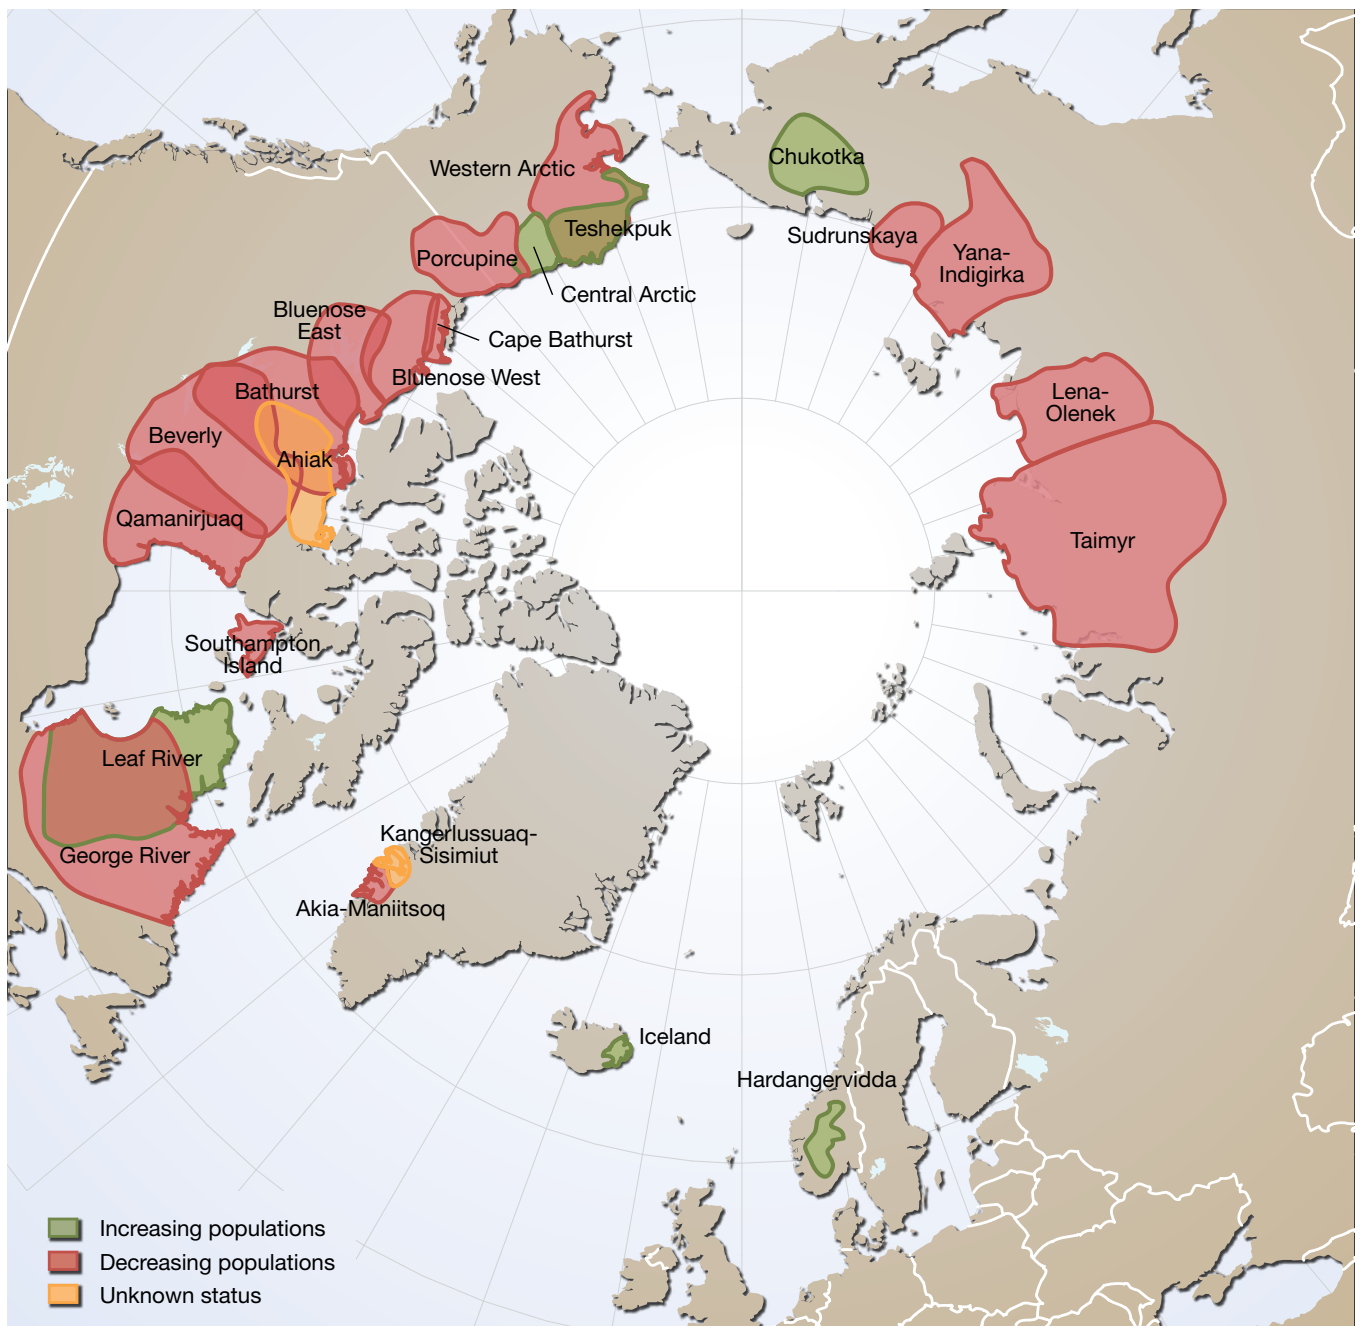 Chukotka
Western Arctic
Teshekpuk
Sudrunskaya
Yana-
Indigirka
Porcupine
Central Arctic
Bluenose
East
Cape Bathurst
Bluenose West
Bathurst
Lena-
Olenek
Beverly
Ahiak
Qamanirjuaq
Taimyr
Southampton
Island
Leaf River
George River
Kangerlussuaq-
Sisimiut
Akia-Maniitsoq
Iceland
Hardangervidda
Increasing populations
Decreasing populations
Unknown status